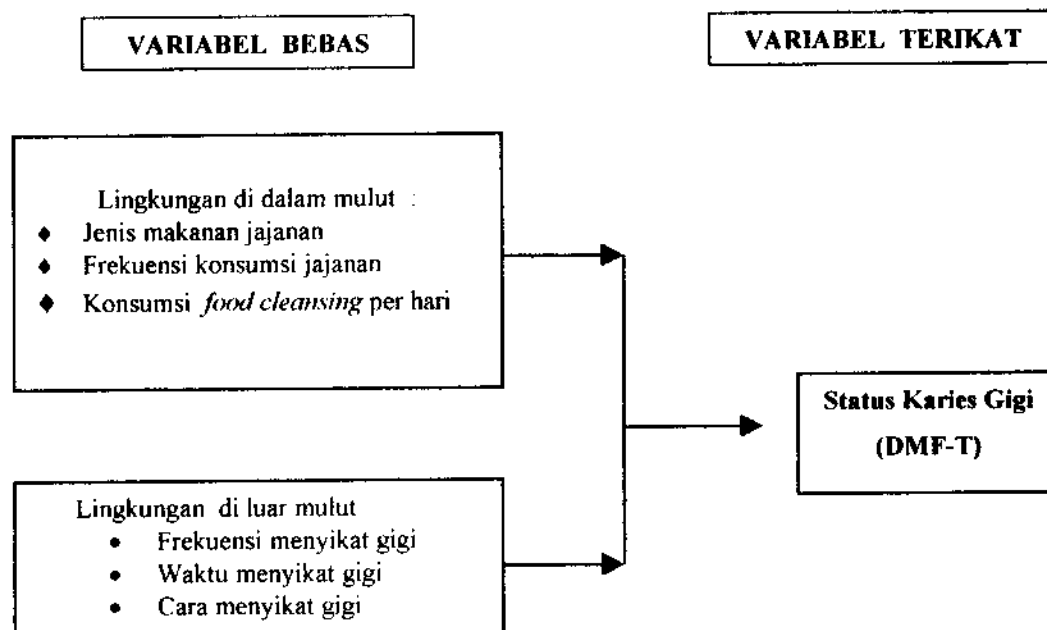 VARIABEL BEBAS
VARIABEL TERIKAT
Lingkungan di dalam mulut :
♦ Jenis makanan jajanan
♦ Frekuensi konsumsi jajanan
♦ Konsumsi food cleansing per hari
Status Karies Gigi
(DMF-T)
Lingkungan di luar mulut
• Frekuensi menyikat gigi
• Waktu menyikat gigi
• Cara menyikat gigi